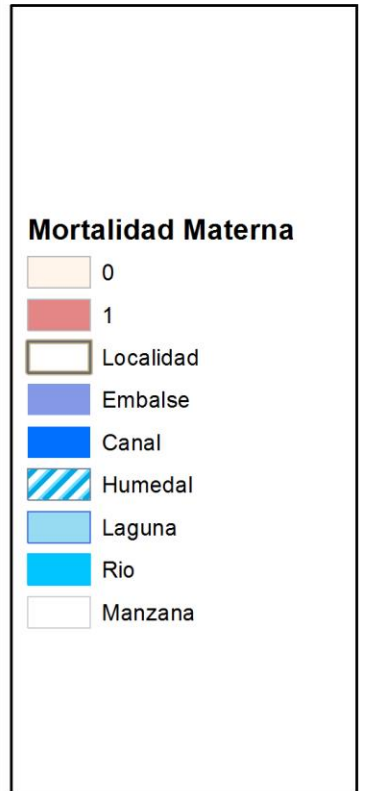 Mortalidad Materna
0
1
Localidad
Embalse
Canal
Humedal
Laguna
Rio
Manzana